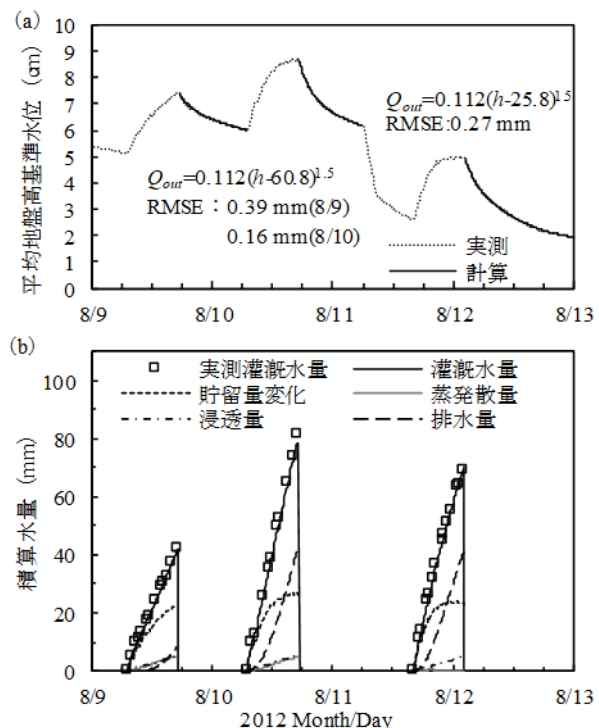 (a)
平均地盤高基準水位 (cm)
10
9
8
7
6
5
4
3
2
1
0
Qout=0.112(h-25.8)1.5
RMSE:0.27 mm
Qout=0.112(h-60.8)1.5
RMSE：0.39 mm(8/9)
0.16 mm(8/10)
実測
計算
8/9 8/10 8/11 8/12 8/13
(b)
積算水量 (mm)
100
80
60
40
20
0
実測灌漑水量 灌漑水量
貯留量変化 蒸発散量
浸透量 排水量
8/9 8/10 8/11 8/12 8/13
2012 Month/Day